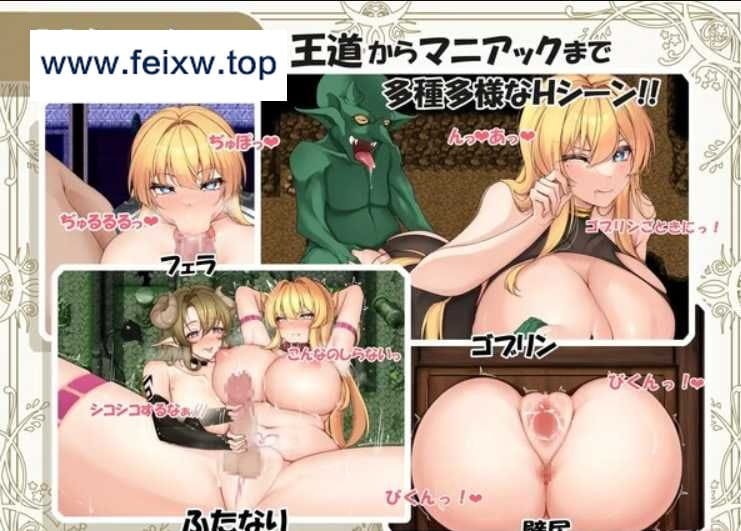 www.feixw.top
王道からマニアックまで
多種多様なHシーン!!
ぢゅぽっ♥
んっ♥あっ♥
ぢゅるるるっ♥
ゴブリンごときにっ!
フェラ
こんなのしらないっ
ゴブリン
びくんっ!♥
シコシコするなぁ
びくんっ!♥
ふたなり
壁尻